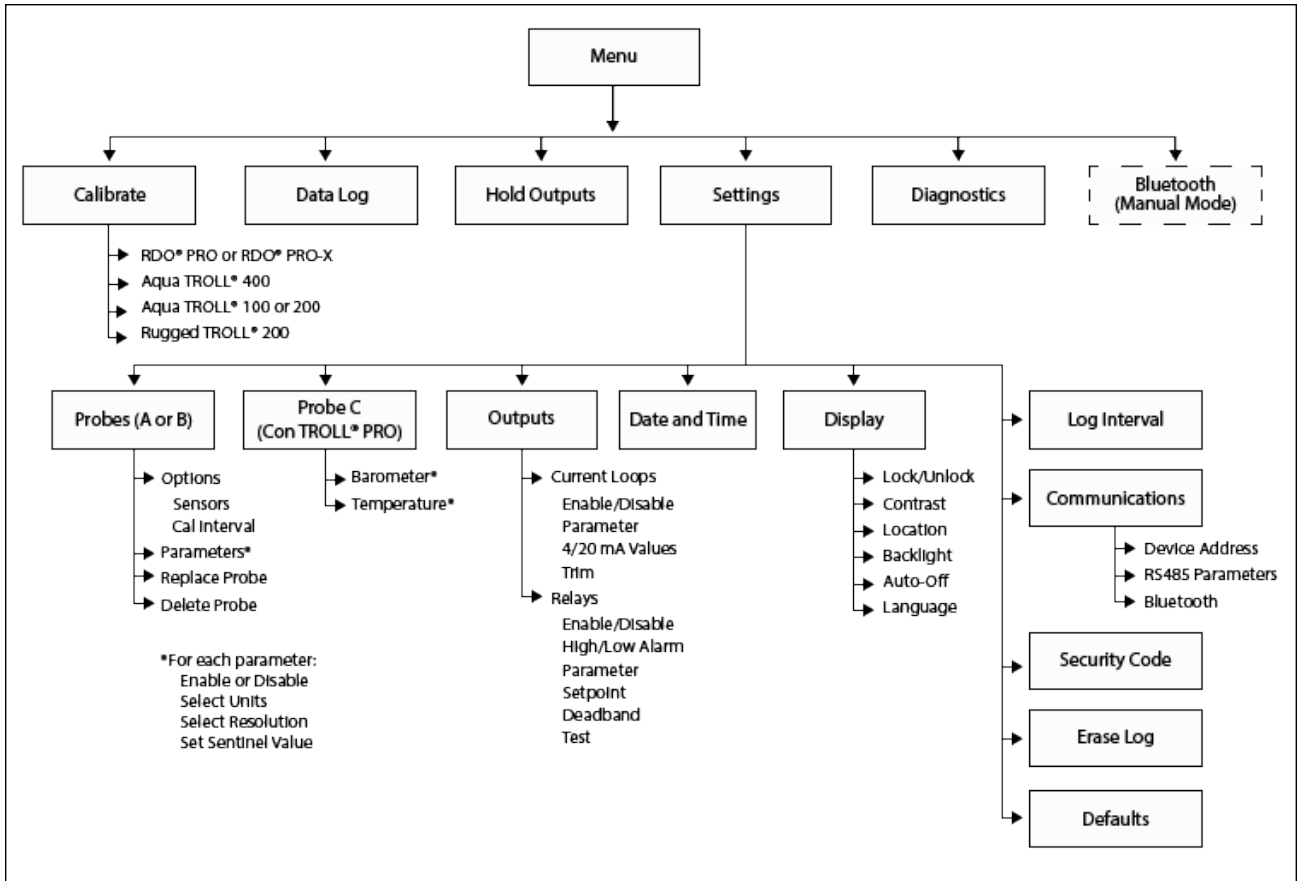 Menu
Calibrate
Data Log
Hold Outputs
Settings
Diagnostics
Bluetooth
(Manual Mode)
RDO® PRO or RDO® PRO-X
Aqua TROLL® 400
Aqua TROLL® 100 or 200
Rugged TROLL® 200
Probes (A or B)
Options
Sensors
Cal Interval
Parameters*
Replace Probe
Delete Probe
*For each parameter:
Enable or Disable
Select Units
Select Resolution
Set Sentinel Value
Probe C
(Con TROLL® PRO)
Barometer*
Temperature*
Outputs
Current Loops
Enable/Disable
Parameter
4/20 mA Values
Trim
Relays
Enable/Disable
High/Low Alarm
Parameter
Setpoint
Deadband
Test
Date and Time
Display
Lock/Unlock
Contrast
Location
Backlight
Auto-Off
Language
Log Interval
Communications
Device Address
RS485 Parameters
Bluetooth
Security Code
Erase Log
Defaults